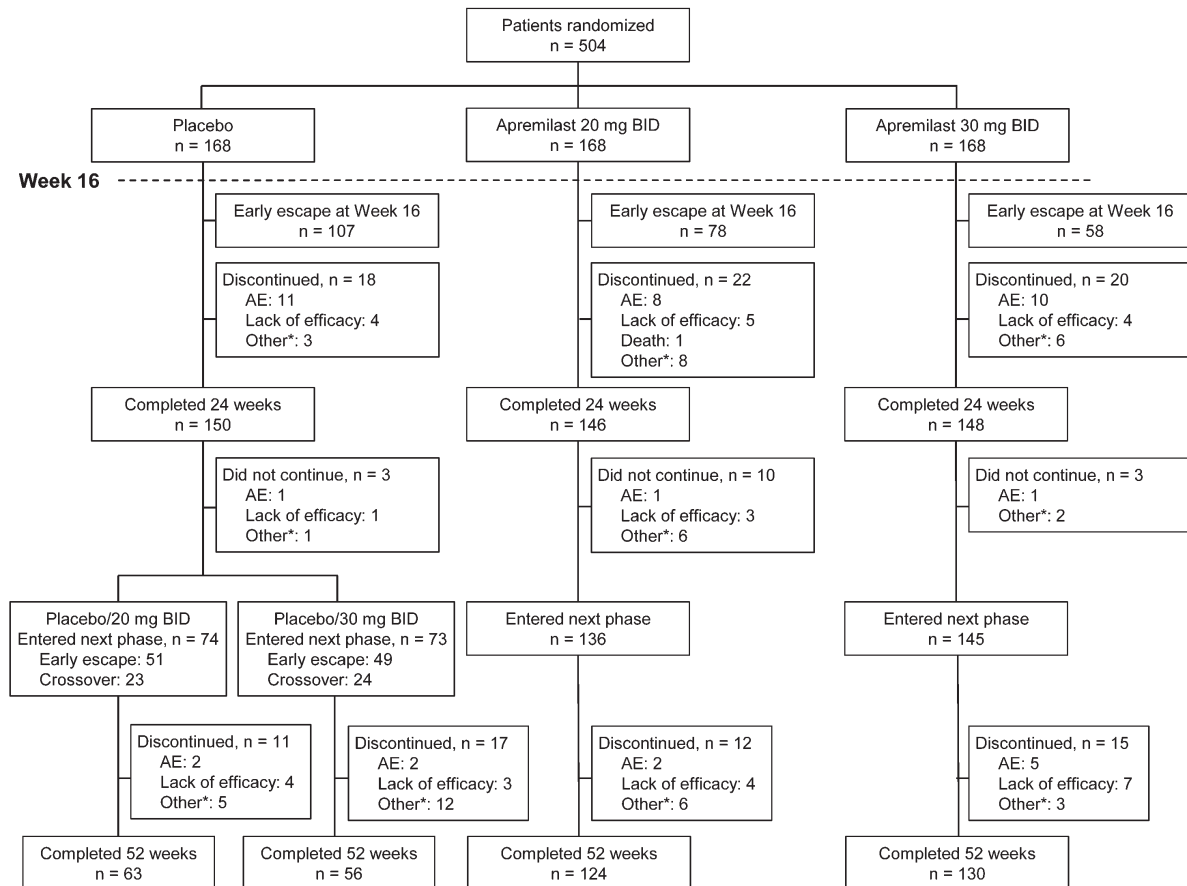 Patients randomized
n = 504
Placebo
n = 168
Apremilast 20 mg BID
n = 168
Apremilast 30 mg BID
n = 168
Week 16
Early escape at Week 16
n = 107
Early escape at Week 16
n = 78
Early escape at Week 16
n = 58
Discontinued, n = 18
AE: 11
Lack of efficacy: 4
Other*: 3
Discontinued, n = 22
AE: 8
Lack of efficacy: 5
Death: 1
Other*: 8
Discontinued, n = 20
AE: 10
Lack of efficacy: 4
Other*: 6
Completed 24 weeks
n = 150
Completed 24 weeks
n = 146
Completed 24 weeks
n = 148
Did not continue, n = 3
AE: 1
Lack of efficacy: 1
Other*: 1
Did not continue, n = 10
AE: 1
Lack of efficacy: 3
Other*: 6
Did not continue, n = 3
AE: 1
Other*: 2
Placebo/20 mg BID
Entered next phase, n = 74
Early escape: 51
Crossover: 23
Placebo/30 mg BID
Entered next phase, n = 73
Early escape: 49
Crossover: 24
Entered next phase
n = 136
Entered next phase
n = 145
Discontinued, n = 11
AE: 2
Lack of efficacy: 4
Other*: 5
Discontinued, n = 17
AE: 2
Lack of efficacy: 3
Other*: 12
Discontinued, n = 12
AE: 2
Lack of efficacy: 4
Other*: 6
Discontinued, n = 15
AE: 5
Lack of efficacy: 7
Other*: 3
Completed 52 weeks
n = 63
Completed 52 weeks
n = 56
Completed 52 weeks
n = 124
Completed 52 weeks
n = 130